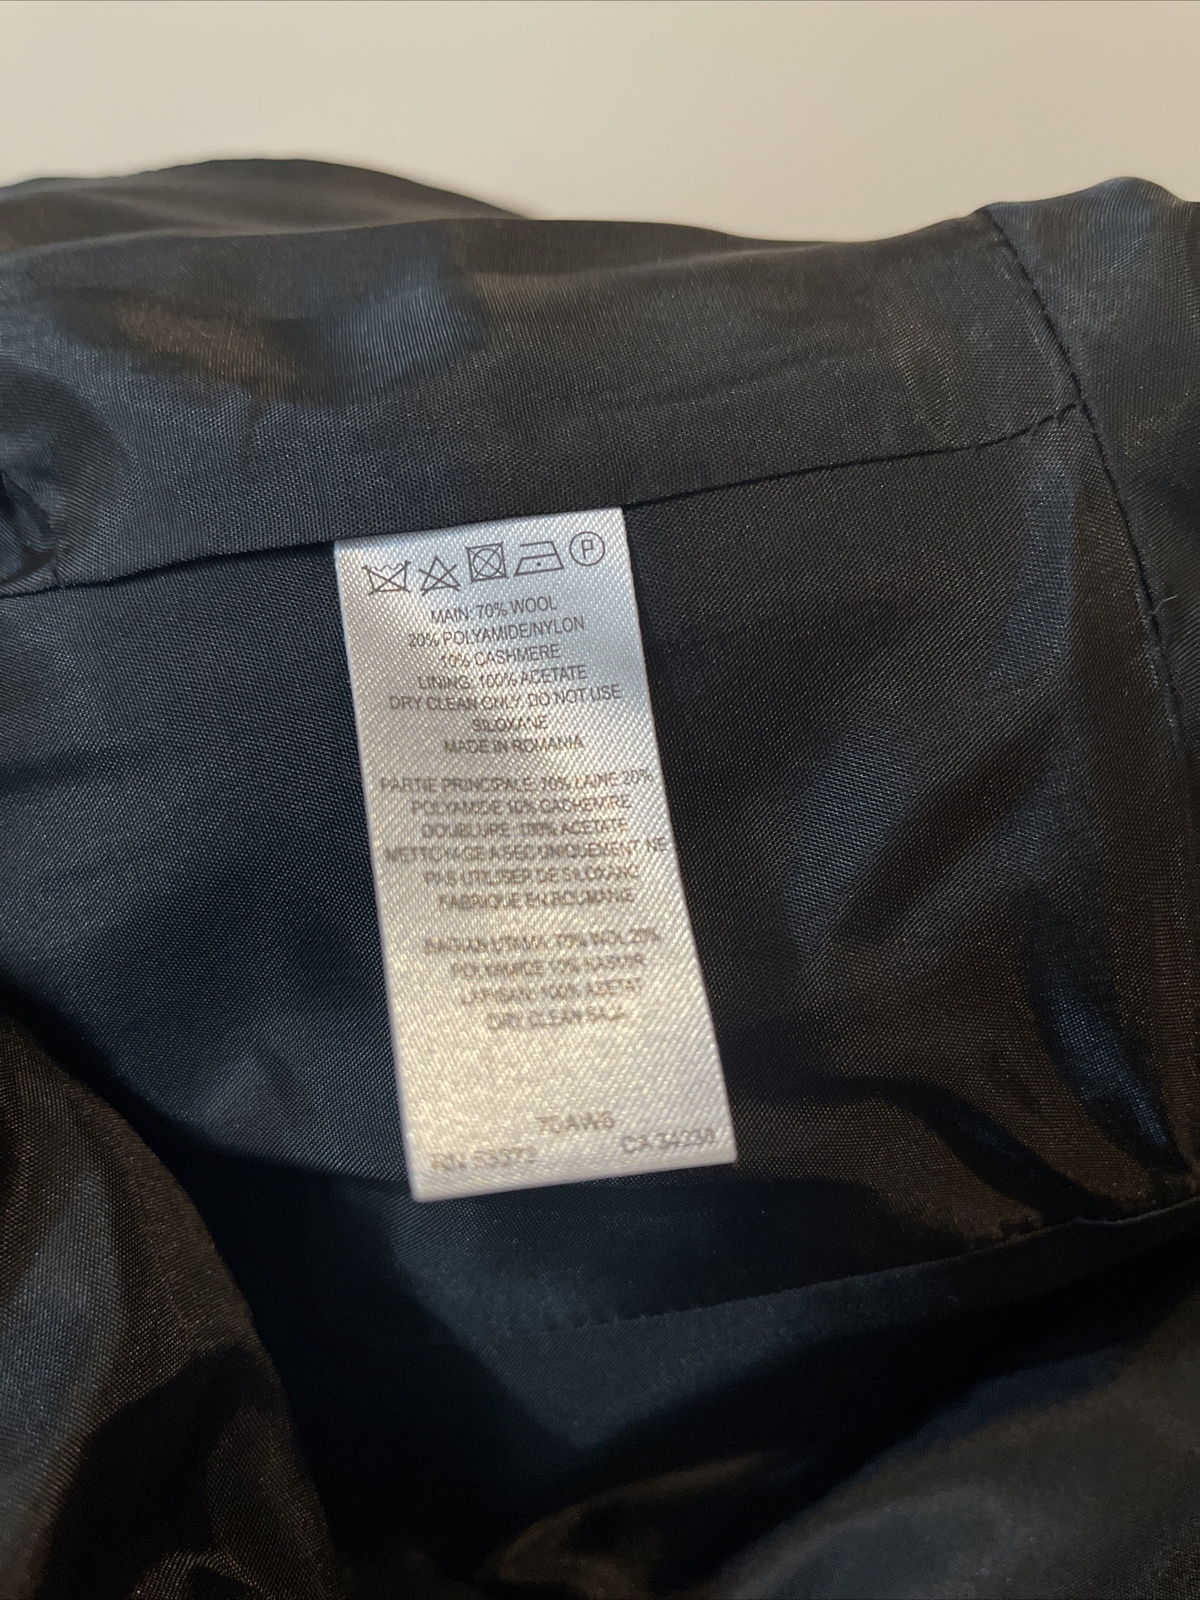 P
MAIN: 70% WOOL
20% POLYAMIDE/NYLON
10% CASHMERE
LINING: 100% ACETATE
DRY CLEAN ONLY. DO NOT USE
SILOXANE
MADE IN ROMANIA
PARTIE PRINCIPALE: 70% LAINE 20%
POLYAMIDE 10% CACHEMIRE
DOUBLURE: 100% ACETATE
NETTOYAGE A SEC UNIQUEMENT NE
PAS UTILISER DE SILOXANE
FABRIQUE EN ROUMANIE
BAGIAN UTAMA: 70% WOL 20%
POLYAMIDE 10% KASMIR
LAPISAN: 100% ASETAT
DRY CLEAN SAJA
RN CA